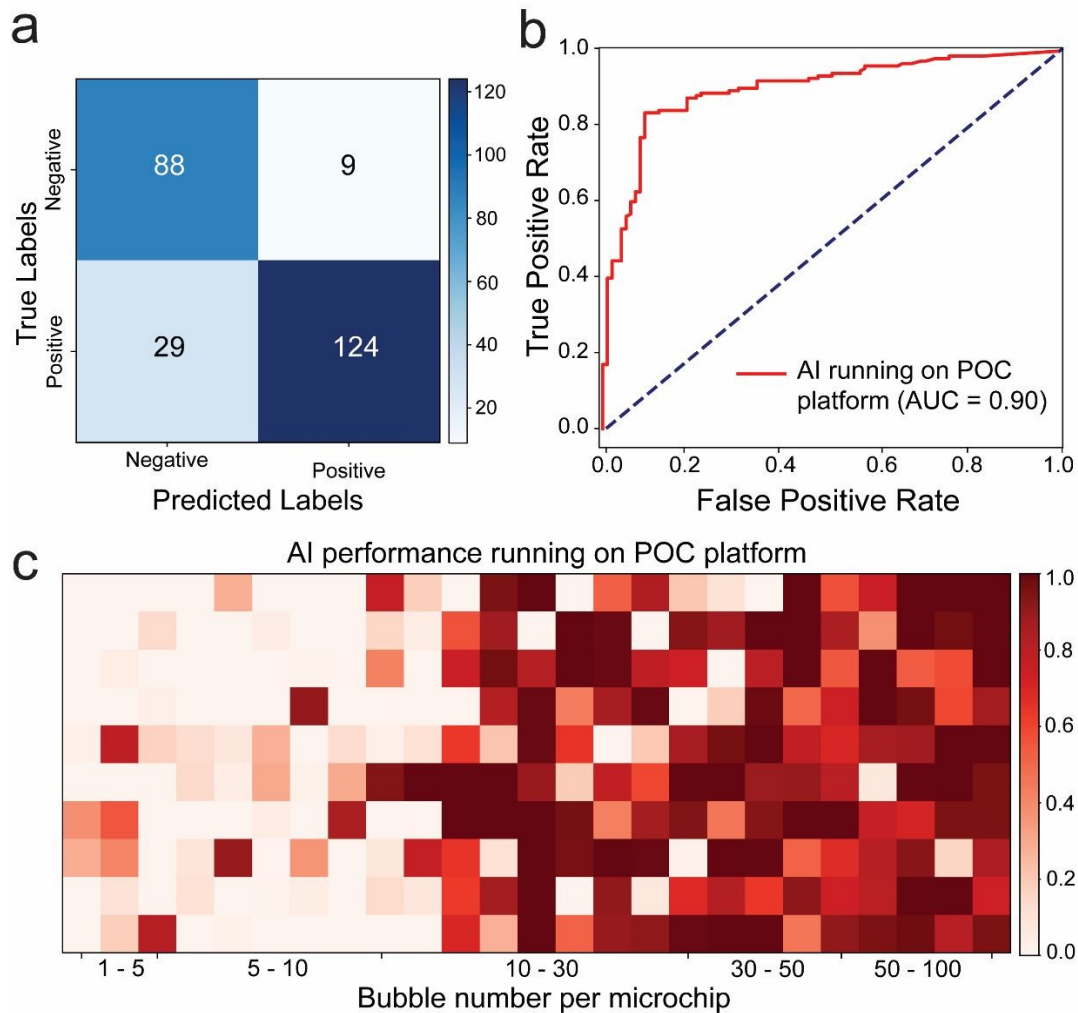 a
True Labels
Negative
Positive
88
9
29
124
Negative
Positive
Predicted Labels
120
100
80
60
40
20
b
True Positive Rate
1.0
0.8
0.6
0.4
0.2
0.0
AI running on POC
platform (AUC = 0.90)
0.0
0.2
0.4
0.6
0.8
1.0
False Positive Rate
c
AI performance running on POC platform
1.0
0.8
0.6
0.4
0.2
0.0
1 - 5
5 - 10
10 - 30
30 - 50
50 - 100
Bubble number per microchip